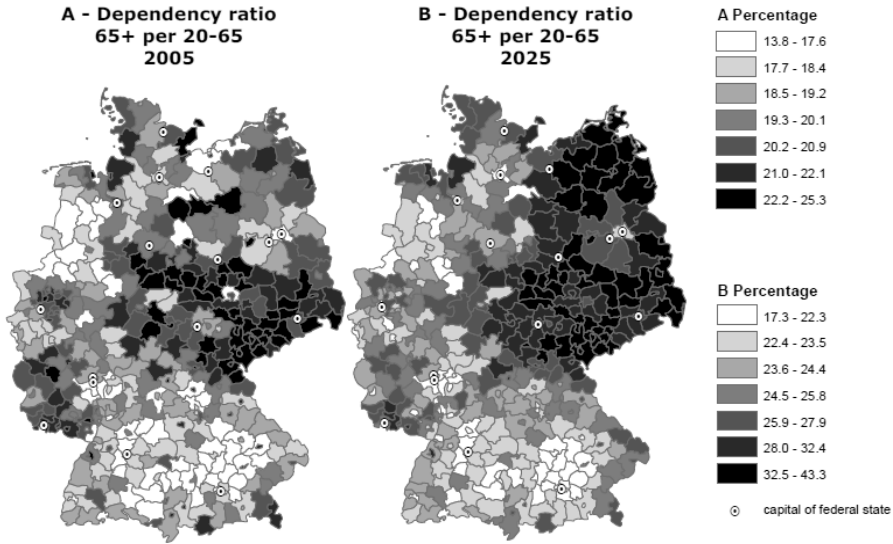 A - Dependency ratio
65+ per 20-65
2005
B - Dependency ratio
65+ per 20-65
2025
A Percentage
13.8 - 17.6
17.7 - 18.4
18.5 - 19.2
19.3 - 20.1
20.2 - 20.9
21.0 - 22.1
22.2 - 25.3
B Percentage
17.3 - 22.3
22.4 - 23.5
23.6 - 24.4
24.5 - 25.8
25.9 - 27.9
28.0 - 32.4
32.5 - 43.3
capital of federal state